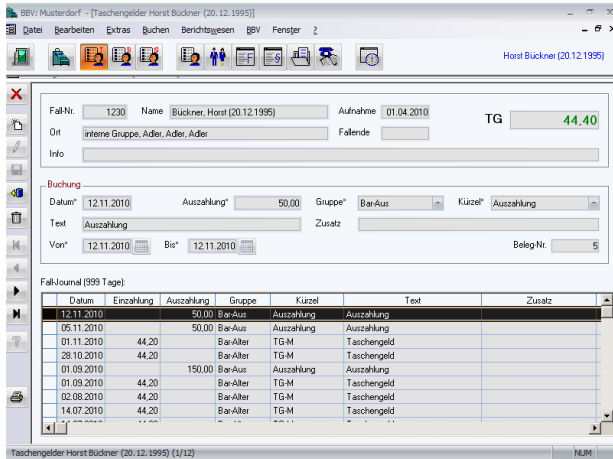 BBV: Musterdorf - [Taschengelder Horst Bückner (20.12.1995)]
Datei Bearbeiten Extras Buchen Berichtswesen BBV Fenster ?
Horst Bückner (20.12.1995)
Fall-Nr. 1230 Name Bückner, Horst (20.12.1995) Aufnahme 01.04.2010 TG 44,40
Ort interne Gruppe, Adler, Adler, Adler Fallende
Info
Buchung
Datum* 12.11.2010 Auszahlung* 50,00 Gruppe* Bar-Aus Kürzel* Auszahlung
Text Auszahlung Zusatz
Von* 12.11.2010 Bis* 12.11.2010 Beleg-Nr. 5
Fall-Journal (999 Tage):
Datum Einzahlung Auszahlung Gruppe Kürzel Text Zusatz
12.11.2010 50,00 Bar-Aus Auszahlung Auszahlung
05.11.2010 50,00 Bar-Aus Auszahlung Auszahlung
01.11.2010 44,20 Bar-Alter TG-M Taschengeld
28.10.2010 44,20 Bar-Alter TG-M Taschengeld
01.09.2010 150,00 Bar-Aus Auszahlung Auszahlung
01.09.2010 44,20 Bar-Alter TG-M Taschengeld
02.08.2010 44,20 Bar-Alter TG-M Taschengeld
14.07.2010 44,20 Bar-Alter TG-M Taschengeld
Taschengelder Horst Bückner (20.12.1995) (1/12) NUM